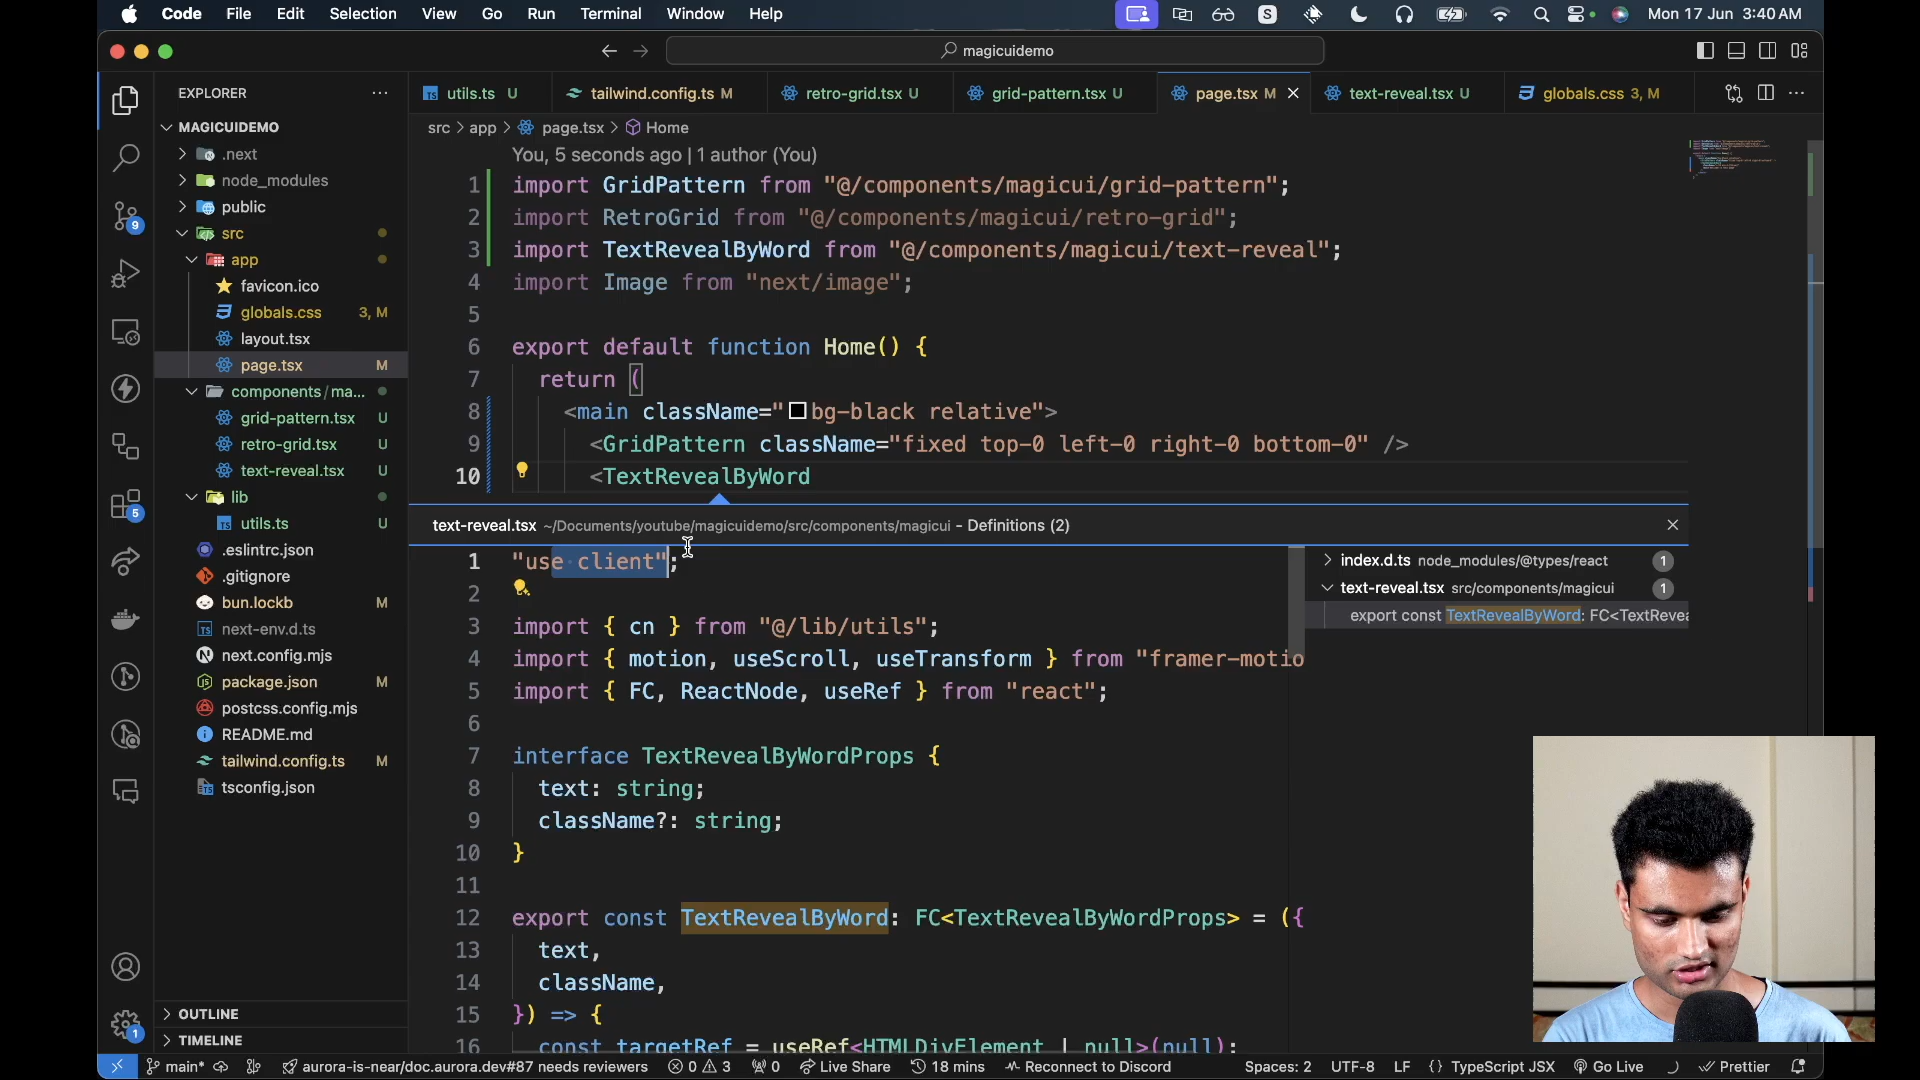 Code File Edit Selection View Go Run Terminal Window Help
S
Mon 17 Jun 3:40 AM
magicuidemo
EXPLORER
utils.ts U
tailwind.config.ts M
retro-grid.tsx U
grid-pattern.tsx U
page.tsx M
text-reveal.tsx U
globals.css 3, M
src > app > page.tsx > Home
MAGICUIDEMO
.next
node_modules
public
src
app
favicon.ico
globals.css 3, M
layout.tsx
page.tsx M
components/ma...
grid-pattern.tsx U
retro-grid.tsx U
text-reveal.tsx U
lib
utils.ts U
.eslintrc.json
.gitignore
bun.lockb M
next-env.d.ts
next.config.mjs
package.json M
postcss.config.mjs
README.md
tailwind.config.ts M
tsconfig.json
OUTLINE
TIMELINE
9
5
1
You, 5 seconds ago | 1 author (You)
1 import GridPattern from "@/components/magicui/grid-pattern";
2 import RetroGrid from "@/components/magicui/retro-grid";
3 import TextRevealByWord from "@/components/magicui/text-reveal";
4 import Image from "next/image";
5
6 export default function Home() {
7 return (
8 <main className="bg-black relative">
9 <GridPattern className="fixed top-0 left-0 right-0 bottom-0" />
10 <TextRevealByWord
text-reveal.tsx ~/Documents/youtube/magicuidemo/src/components/magicui - Definitions (2)
1 "use client";
2
3 import { cn } from "@/lib/utils";
4 import { motion, useScroll, useTransform } from "framer-motio
5 import { FC, ReactNode, useRef } from "react";
6
7 interface TextRevealByWordProps {
8 text: string;
9 className?: string;
10 }
11
12 export const TextRevealByWord: FC<TextRevealByWordProps> = ({
13 text,
14 className,
15 }) => {
16 const targetRef = useRef<HTMLDivElement | null>(null);
index.d.ts node_modules/@types/react 1
text-reveal.tsx src/components/magicui 1
export const TextRevealByWord: FC<TextRevea
main* aurora-is-near/doc.aurora.dev#87 needs reviewers 0 3 0 Live Share 18 mins Reconnect to Discord Spaces: 2 UTF-8 LF {} TypeScript JSX Go Live Prettier